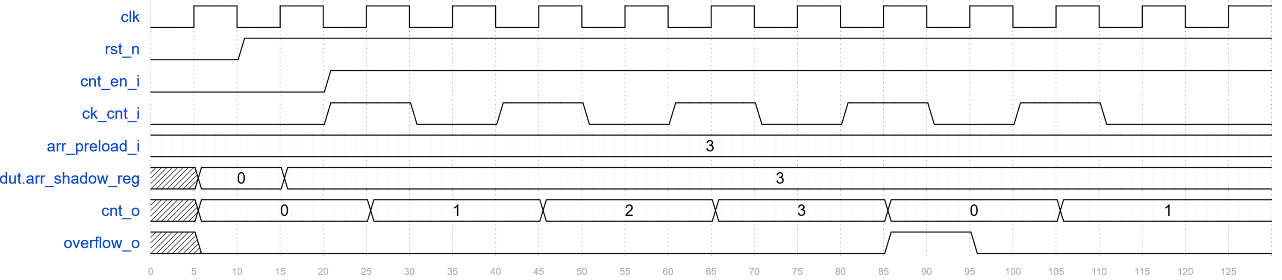 clk
rst_n
cnt_en_i
ck_cnt_i
arr_preload_i 3
dut.arr_shadow_reg 0 3
cnt_o 0 1 2 3 0 1
overflow_o
0 5 10 15 20 25 30 35 40 45 50 55 60 65 70 75 80 85 90 95 100 105 110 115 120 125